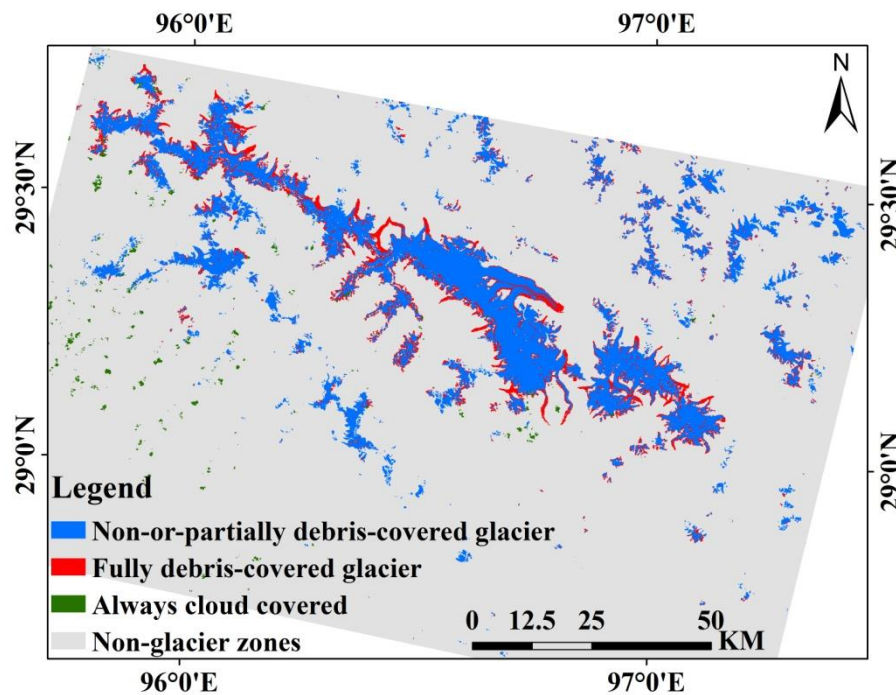 96°0'E 97°0'E
N
29°30'N 29°30'N
29°0'N 29°0'N
Legend
Non-or-partially debris-covered glacier
Fully debris-covered glacier
Always cloud covered
Non-glacier zones
0 12.5 25 50
KM
96°0'E 97°0'E